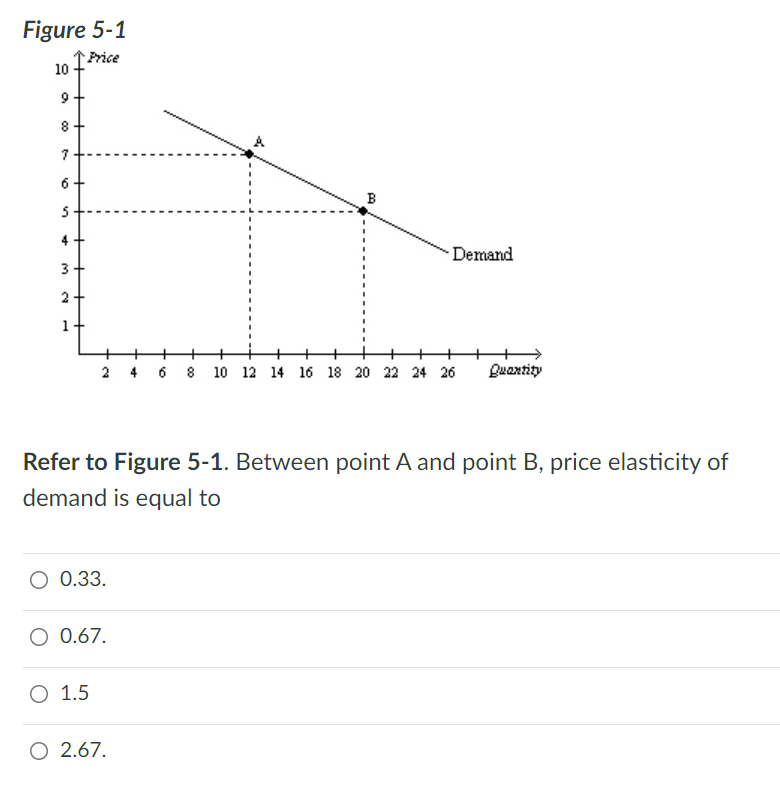 Figure 5-1
Price
10
9
8
7
6
5
4
3
2
1
A
B
Demand
2 4 6 8 10 12 14 16 18 20 22 24 26 Quantity
Refer to Figure 5-1. Between point A and point B, price elasticity of
demand is equal to
0.33.
0.67.
1.5
2.67.